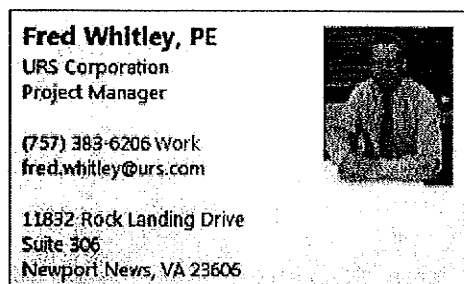 Fred Whitley, PE
URS Corporation
Project Manager
(757) 383-6206 Work
fred.whitley@urs.com
11832 Rock Landing Drive
Suite 306
Newport News, VA 23606